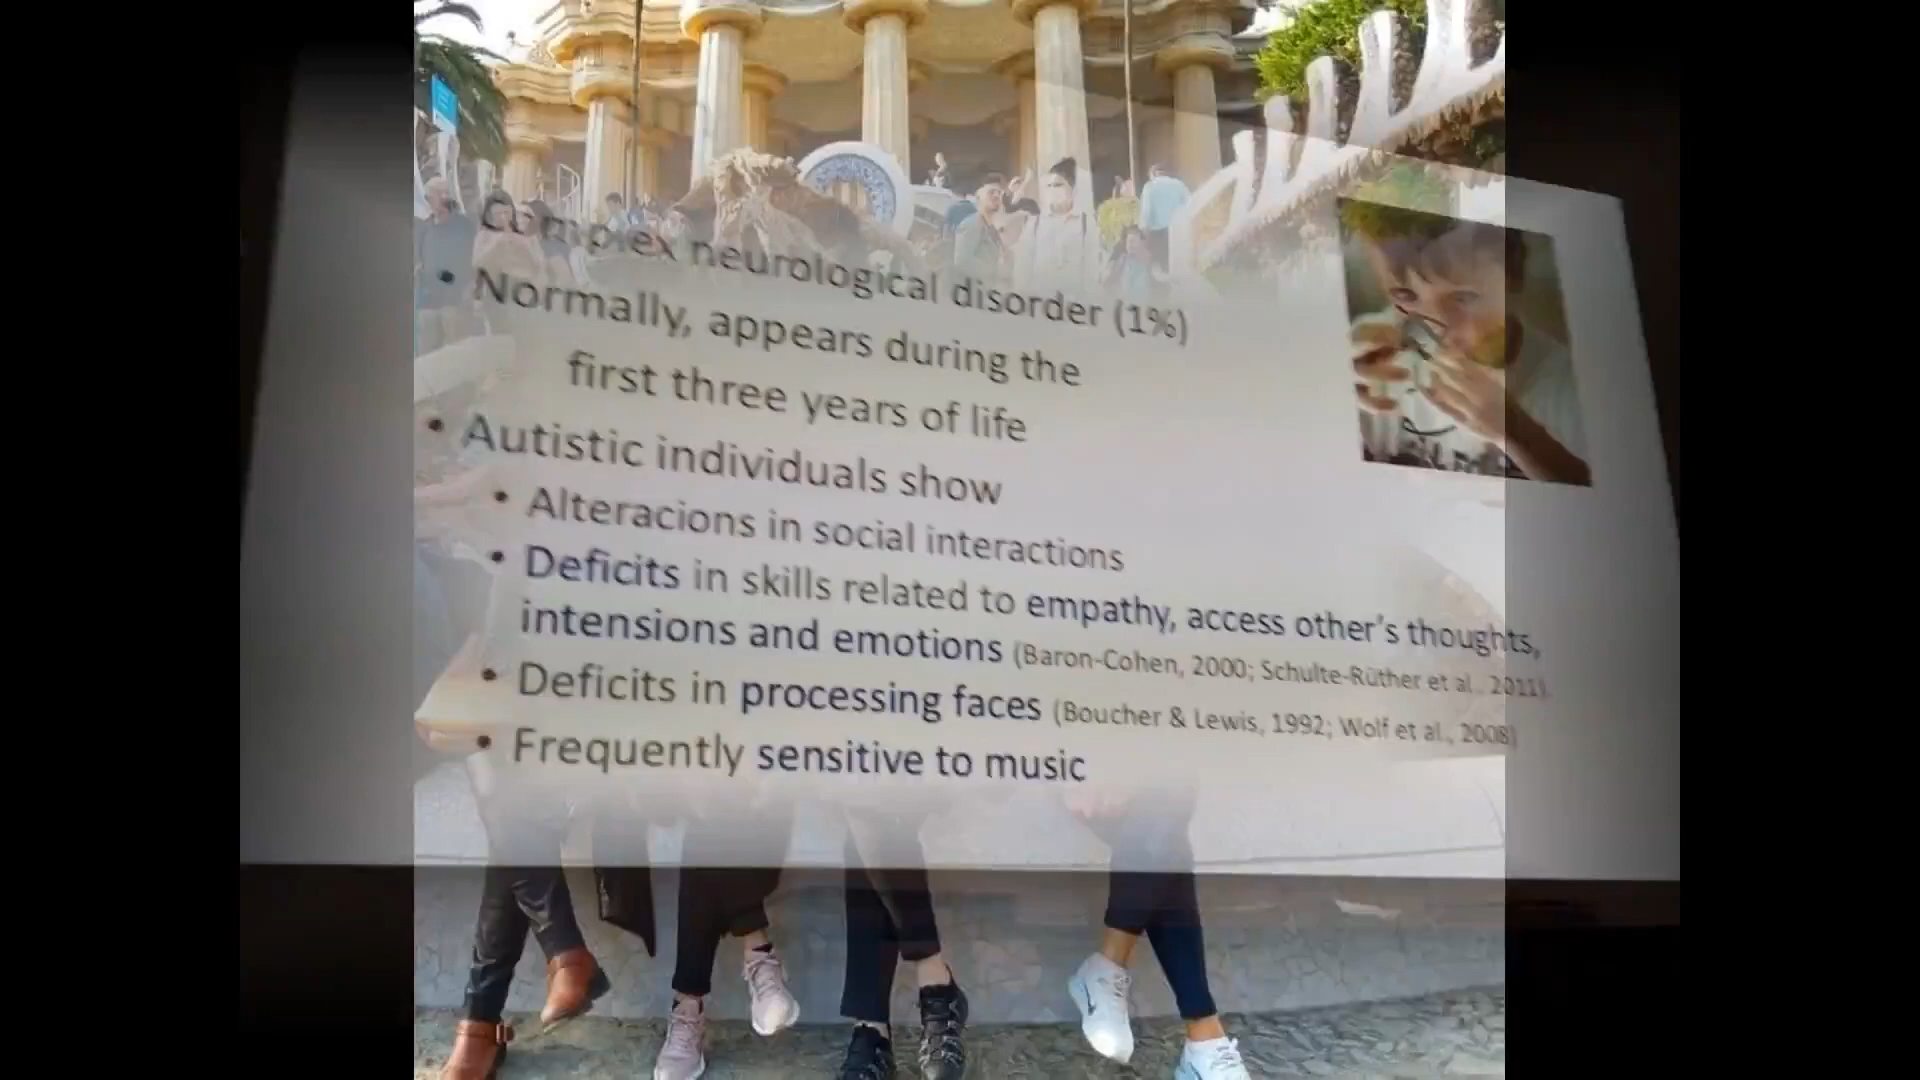 Complex neurological disorder (1%)
• Normally, appears during the
first three years of life
• Autistic individuals show
• Alteracions in social interactions
• Deficits in skills related to empathy, access other's thoughts,
intensions and emotions (Baron-Cohen, 2000; Schulte-Rüther et al., 2011).
• Deficits in processing faces (Boucher & Lewis, 1992; Wolf et al., 2008)
• Frequently sensitive to music